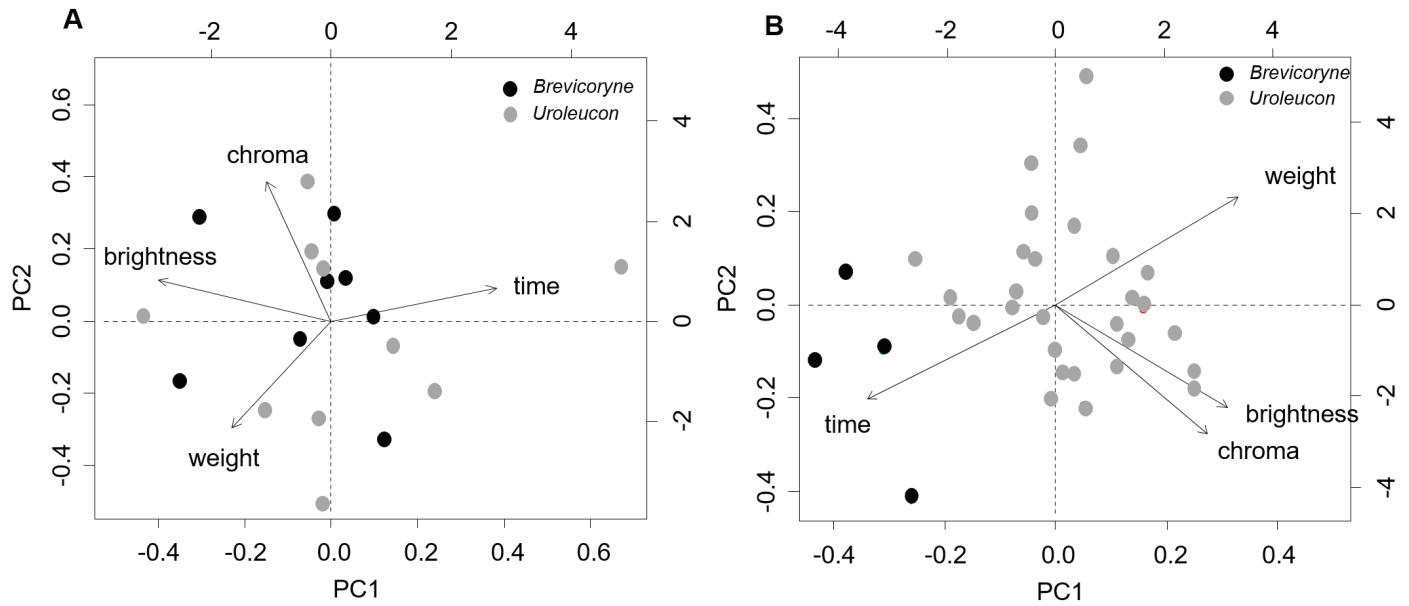 A
-2 0 2 4
Brevicoryne
Uroleucon
chroma
brightness
time
weight
PC2
0.6
0.4
0.2
0.0
-0.2
-0.4
4
2
0
-2
-0.4 -0.2 0.0 0.2 0.4 0.6
PC1
B
-4 -2 0 2 4
Brevicoryne
Uroleucon
weight
time
brightness
chroma
PC2
0.4
0.2
0.0
-0.2
-0.4
4
2
0
-2
-4
-0.4 -0.2 0.0 0.2 0.4
PC1